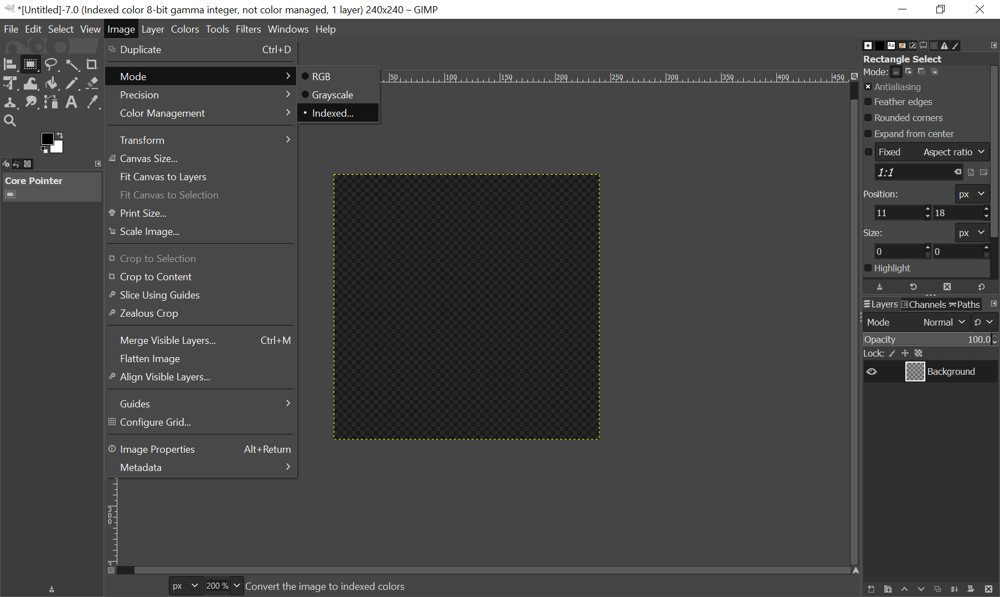 *[Untitled]-7.0 (Indexed color 8-bit gamma integer, not color managed, 1 layer) 240x240 – GIMP
File Edit Select View Image Layer Colors Tools Filters Windows Help
Duplicate Ctrl+D
Mode
Precision
Color Management
Transform
Canvas Size...
Fit Canvas to Layers
Fit Canvas to Selection
Print Size...
Scale Image...
Crop to Selection
Crop to Content
Slice Using Guides
Zealous Crop
Merge Visible Layers... Ctrl+M
Flatten Image
Align Visible Layers...
Guides
Configure Grid...
Image Properties Alt+Return
Metadata
RGB
Grayscale
Indexed...
50 100 150 200 250 300 350 400 450
Core Pointer
300
3
px 200 % Convert the image to indexed colors
Aa
Rectangle Select
Mode:
Antialiasing
Feather edges
Rounded corners
Expand from center
Fixed Aspect ratio
1:1
Position: px
11 18
Size: px
0 0
Highlight
Layers Channels Paths
Mode Normal
Opacity 100.0
Lock:
Background